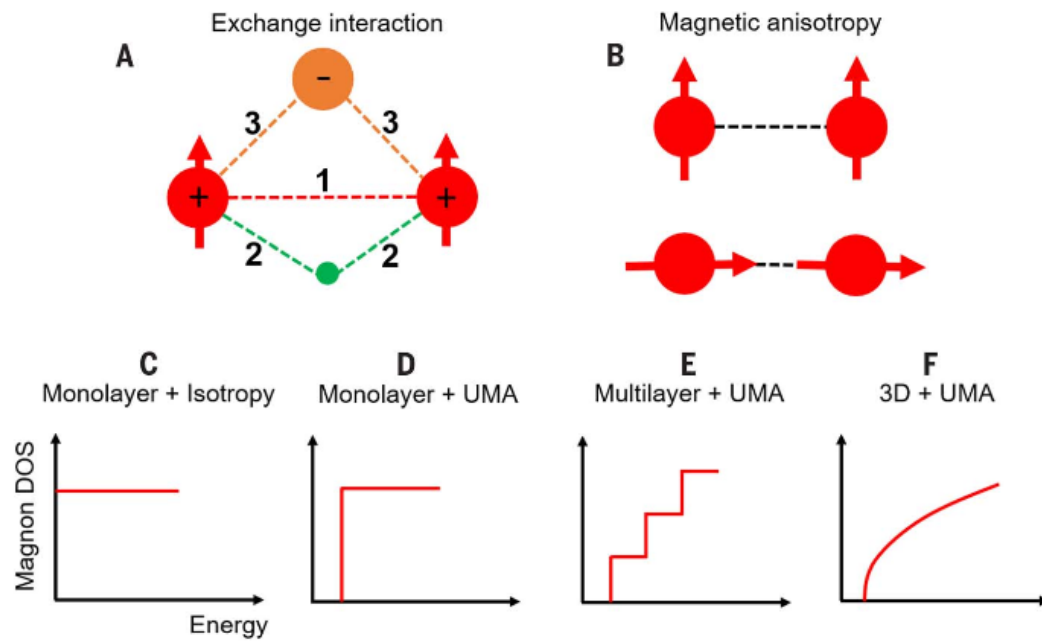 Exchange interaction
Magnetic anisotropy
A
B
-
3
3
+
1
+
2
2
C
D
E
F
Monolayer + Isotropy
Monolayer + UMA
Multilayer + UMA
3D + UMA
Magnon DOS
Energy